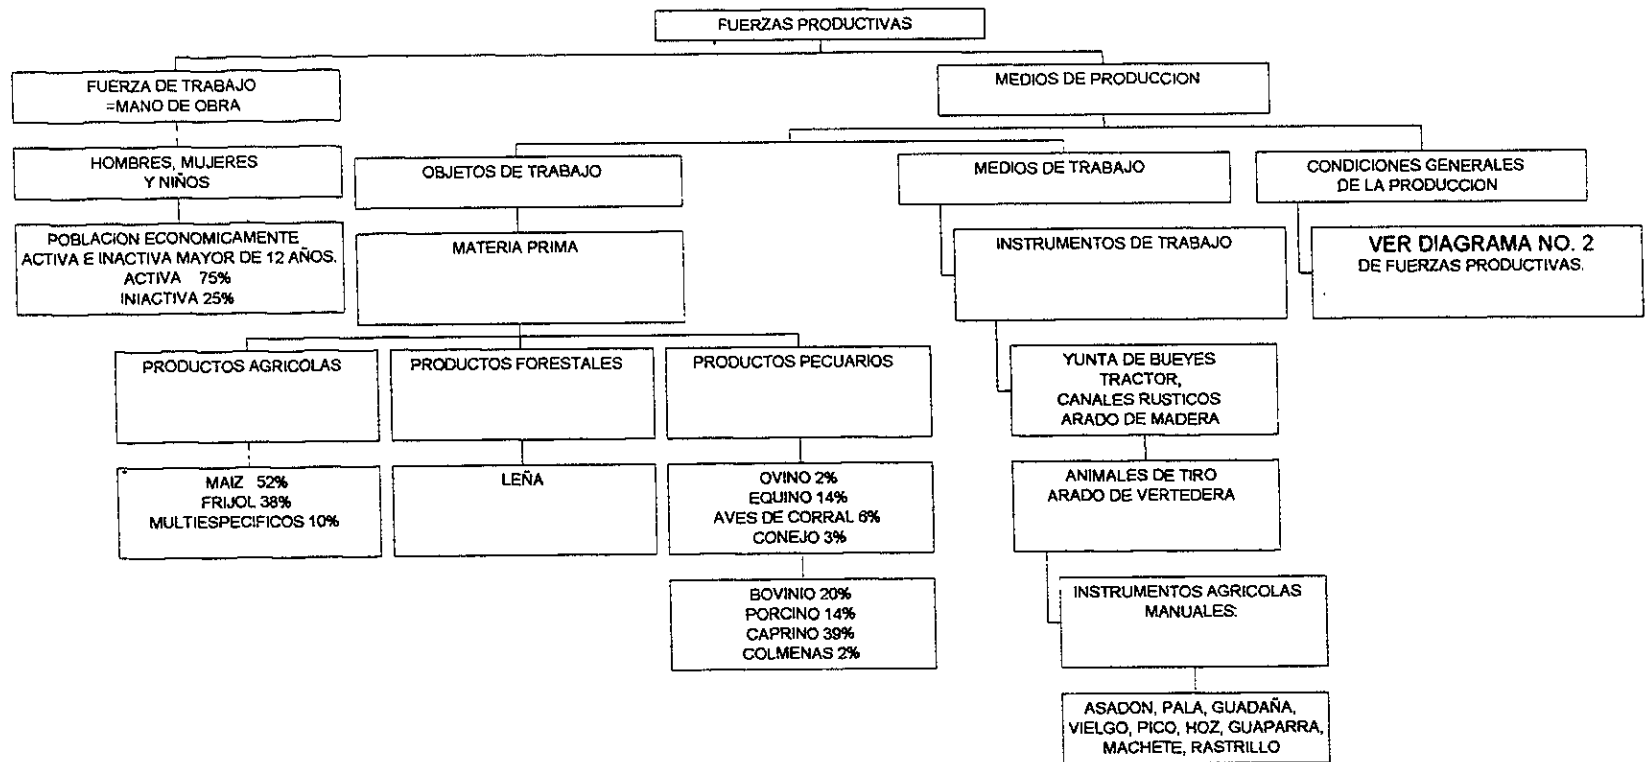 FUERZAS PRODUCTIVAS
FUERZA DE TRABAJO
=MANO DE OBRA
MEDIOS DE PRODUCCION
HOMBRES, MUJERES
Y NIÑOS
OBJETOS DE TRABAJO
MEDIOS DE TRABAJO
CONDICIONES GENERALES
DE LA PRODUCCION
POBLACION ECONOMICAMENTE
ACTIVA E INACTIVA MAYOR DE 12 AÑOS.
ACTIVA 75%
INIACTIVA 25%
MATERIA PRIMA
INSTRUMENTOS DE TRABAJO
VER DIAGRAMA NO. 2
DE FUERZAS PRODUCTIVAS.
PRODUCTOS AGRICOLAS
PRODUCTOS FORESTALES
PRODUCTOS PECUARIOS
YUNTA DE BUEYES
TRACTOR,
CANALES RUSTICOS
ARADO DE MADERA
MAIZ 52%
FRIJOL 38%
MULTIESPECIFICOS 10%
LEÑA
OVINO 2%
EQUINO 14%
AVES DE CORRAL 6%
CONEJO 3%
ANIMALES DE TIRO
ARADO DE VERTEDERA
BOVINIO 20%
PORCINO 14%
CAPRINO 39%
COLMENAS 2%
INSTRUMENTOS AGRICOLAS
MANUALES:
ASADON, PALA, GUADAÑA,
VIELGO, PICO, HOZ, GUAPARRA,
MACHETE, RASTRILLO